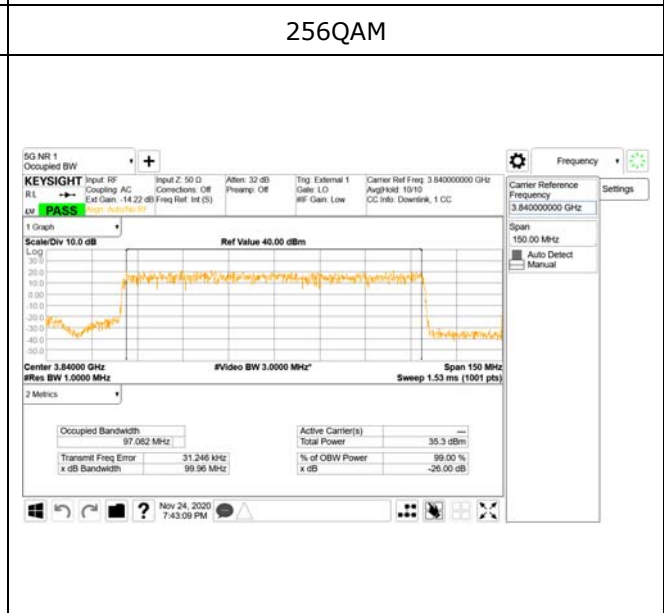 256QAM
5G NR 1
Occupied BW
+
Frequency
KEYSIGHT
RL
PASS
Input: RF
Coupling: AC
Ext Gain: -14.22 dB
Align: Auto/No RF
Input Z: 50 Ω
Corrections: Off
Freq Ref: Int (S)
Atten: 32 dB
Preamp: Off
Trig: External 1
Gate: LO
#IF Gain: Low
Carrier Ref Freq: 3.840000000 GHz
Avg|Hold: 10/10
CC Info: Downlink, 1 CC
Carrier Reference
Frequency
3.840000000 GHz
Settings
Span
150.00 MHz
Auto Detect
Manual
1 Graph
Scale/Div 10.0 dB
Ref Value 40.00 dBm
Log
30.0
20.0
10.0
0.00
-10.0
-20.0
-30.0
-40.0
-50.0
Center 3.84000 GHz
#Video BW 3.0000 MHz*
Span 150 MHz
#Res BW 1.0000 MHz
Sweep 1.53 ms (1001 pts)
2 Metrics
Occupied Bandwidth
97.082 MHz
Transmit Freq Error 31.246 kHz
x dB Bandwidth 99.96 MHz
Active Carrier(s) ---
Total Power 35.3 dBm
% of OBW Power 99.00 %
x dB -26.00 dB
?
Nov 24, 2020
7:43:09 PM